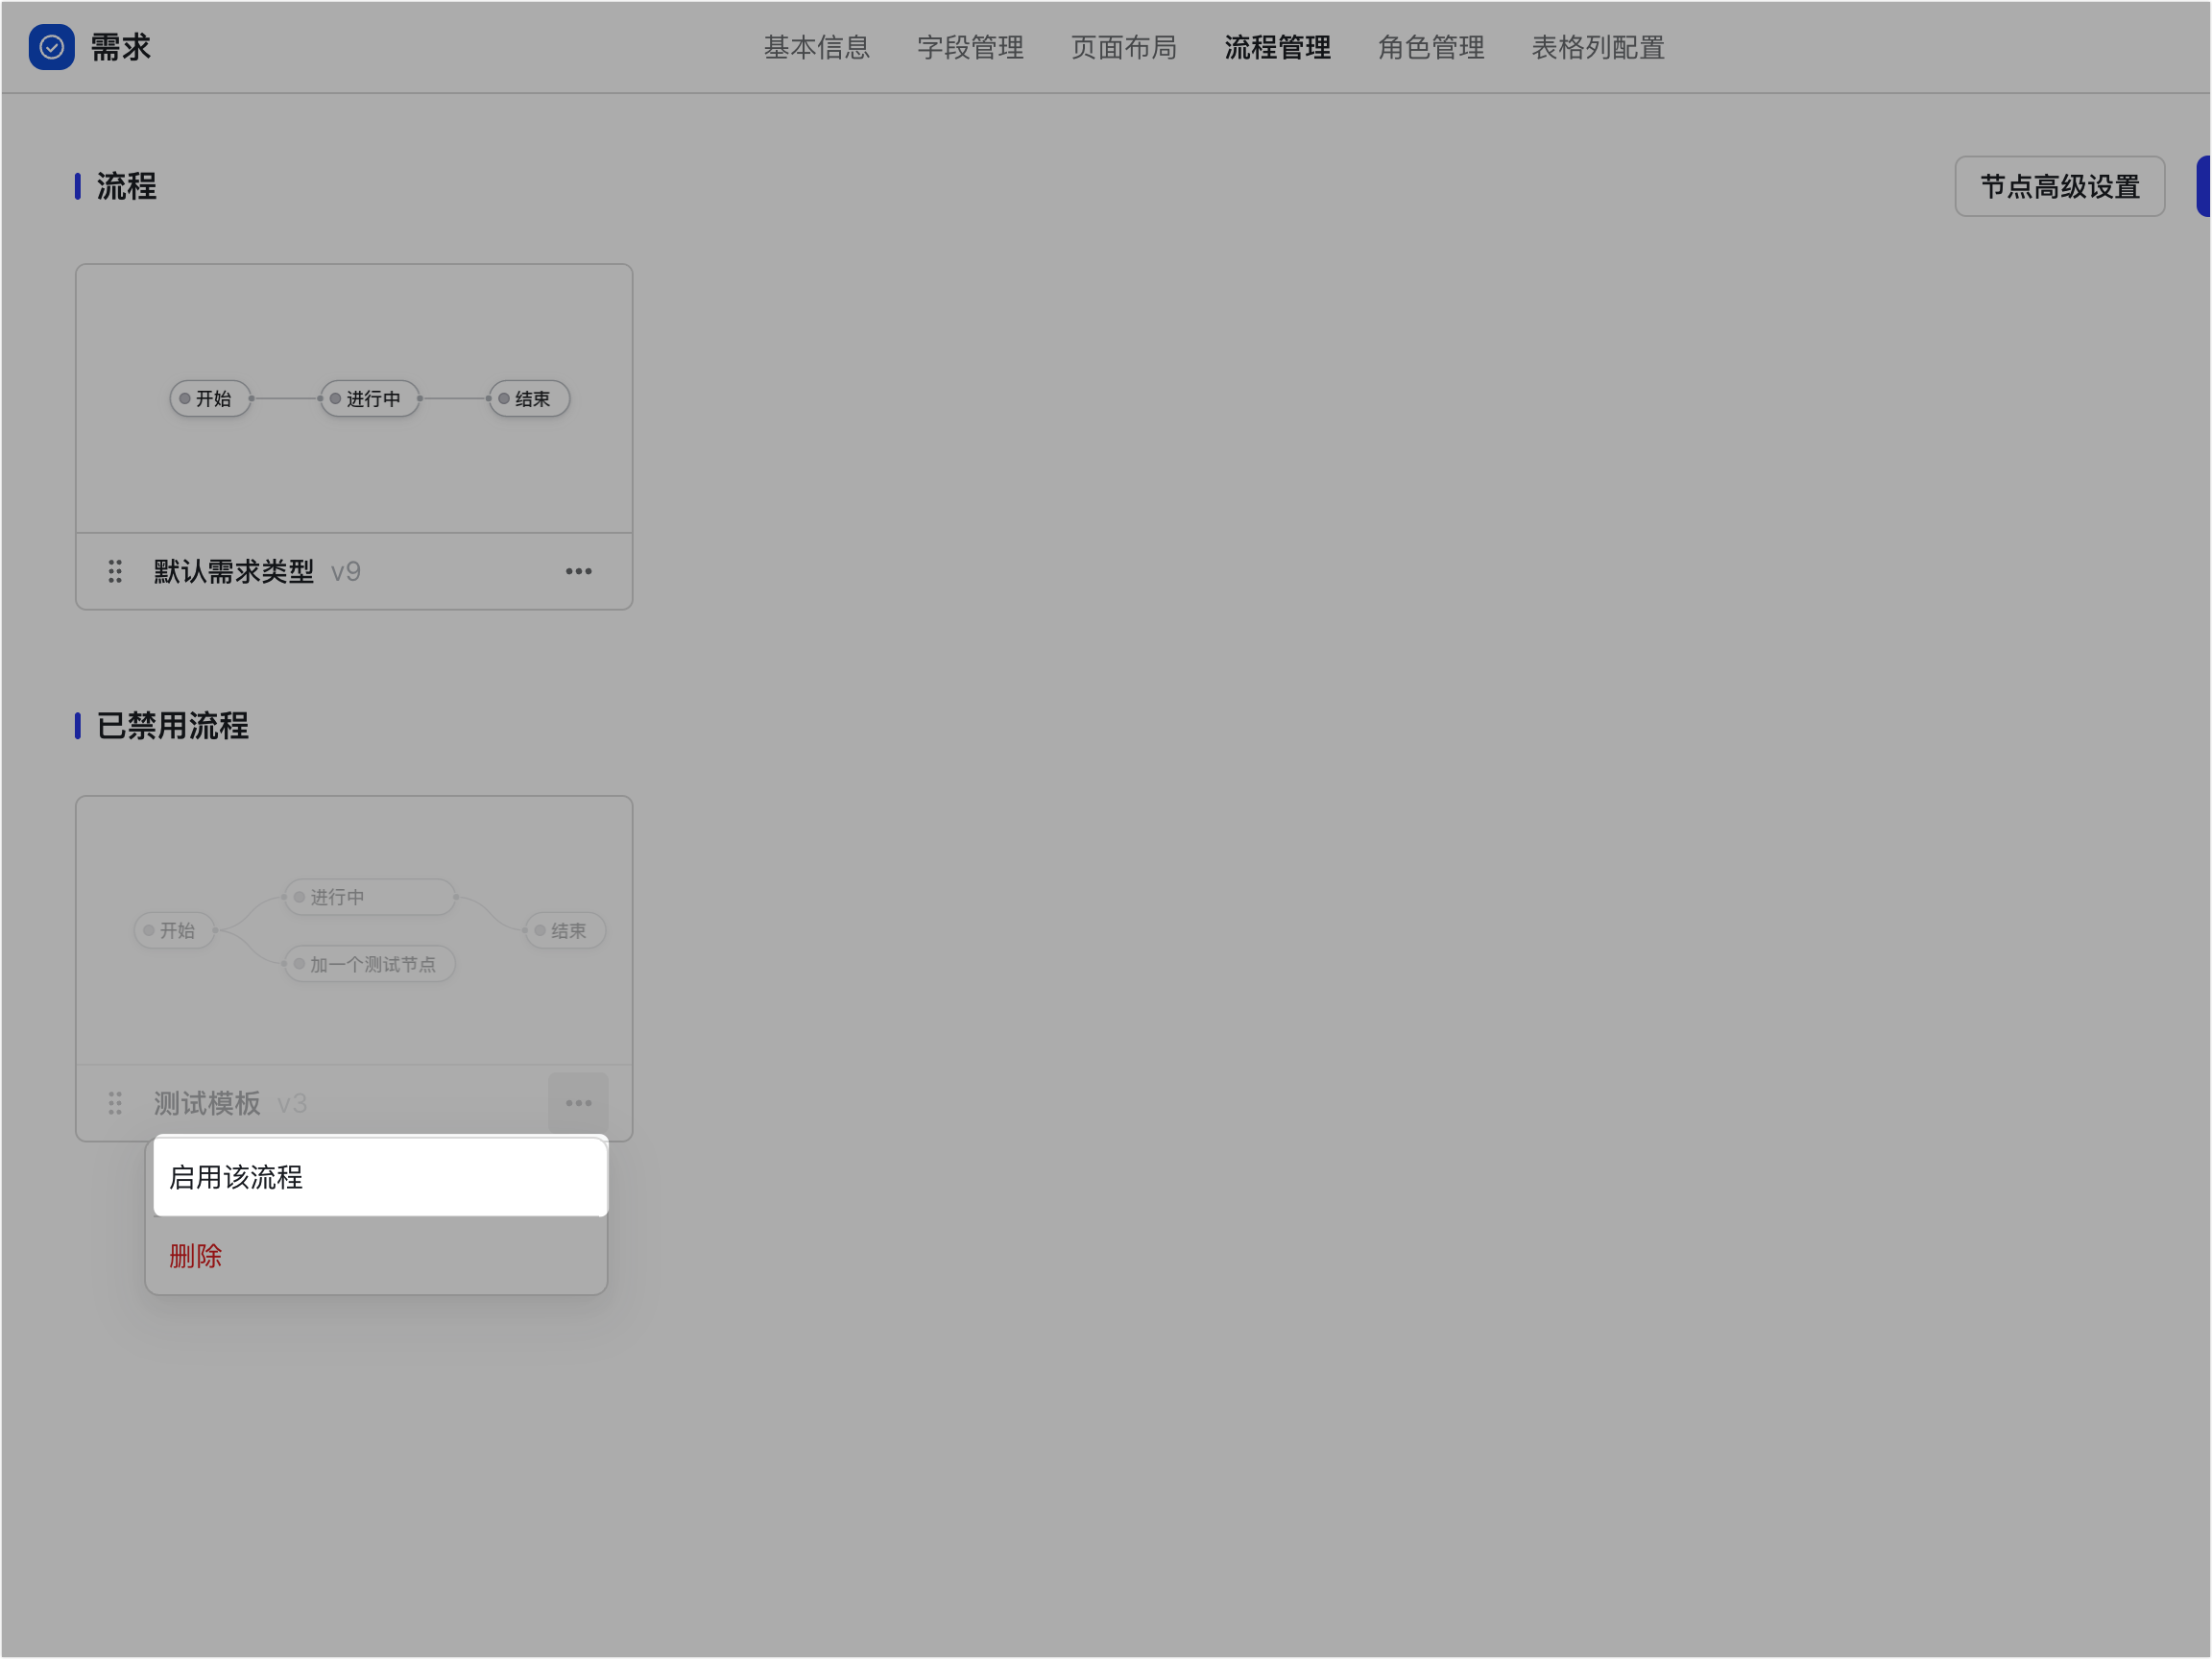 需求
基本信息 字段管理 页面布局 流程管理 角色管理 表格列配置
流程
节点高级设置
开始 进行中 结束
默认需求类型 v9
已禁用流程
进行中
开始 结束
加一个测试节点
测试模板 v3
启用该流程
删除